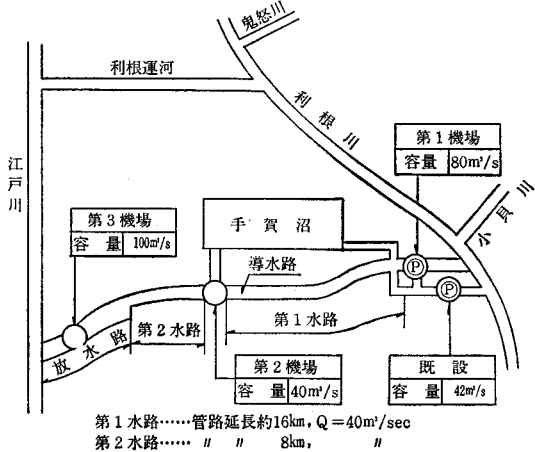 鬼怒川
利根運河
利根川
第1機場
容量 80m³/s
江戸川
小貝川
第3機場
容量 100m³/s
手賀沼
導水路
第2水路
第1水路
放水路
第2機場
容量 40m³/s
既設
容量 42m³/s
P
P
第1水路……管路延長約16km, Q=40m³/sec
第2水路…… 〃 〃 8km, 〃